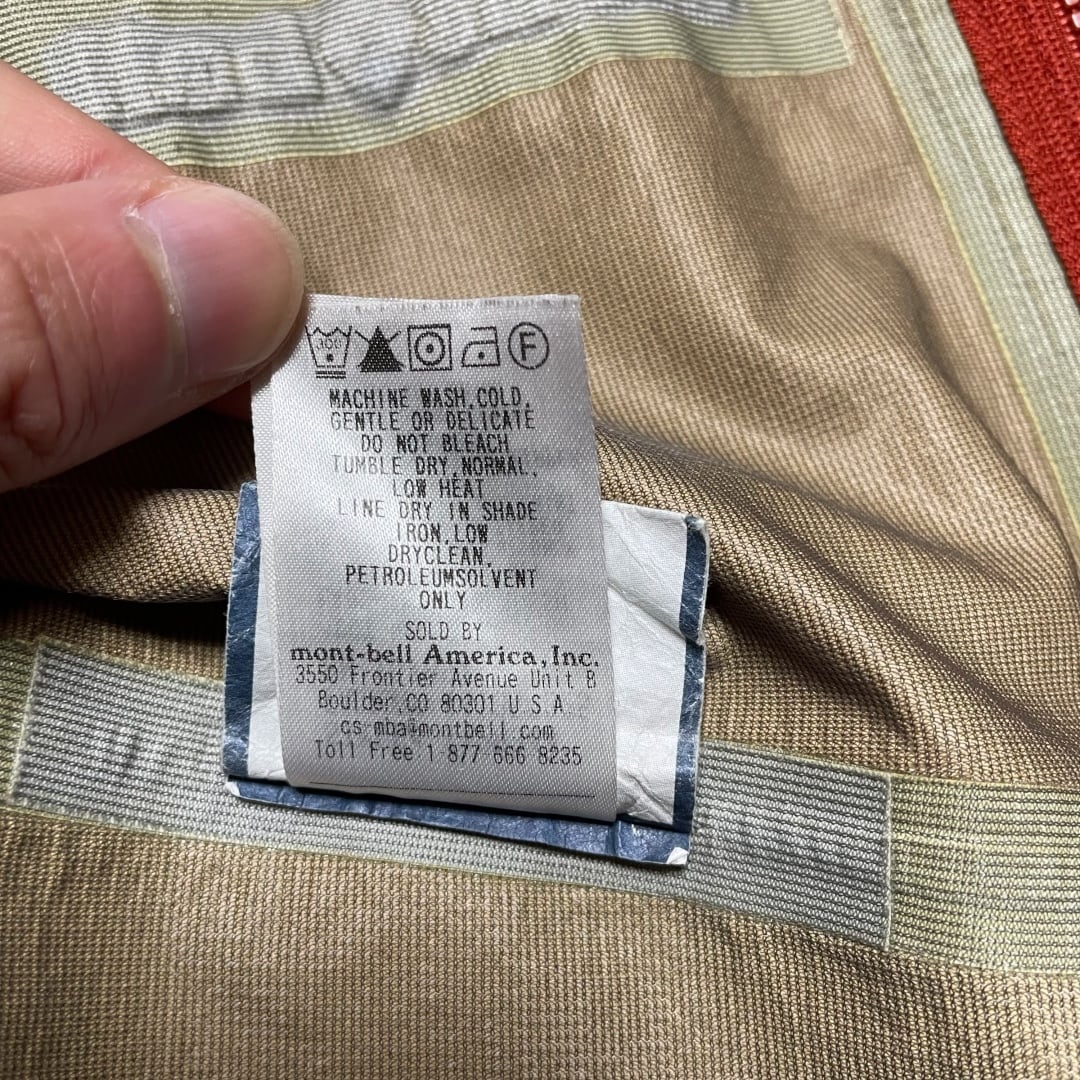 30° F
MACHINE WASH,COLD,
GENTLE OR DELICATE
DO NOT BLEACH
TUMBLE DRY,NORMAL,
LOW HEAT
LINE DRY IN SHADE
IRON,LOW
DRYCLEAN,
PETROLEUMSOLVENT
ONLY
SOLD BY
mont-bell America,Inc.
3550 Frontier Avenue Unit B
Boulder,CO 80301 U S A
cs-mba@montbell.com
Toll Free 1 877 666 8235